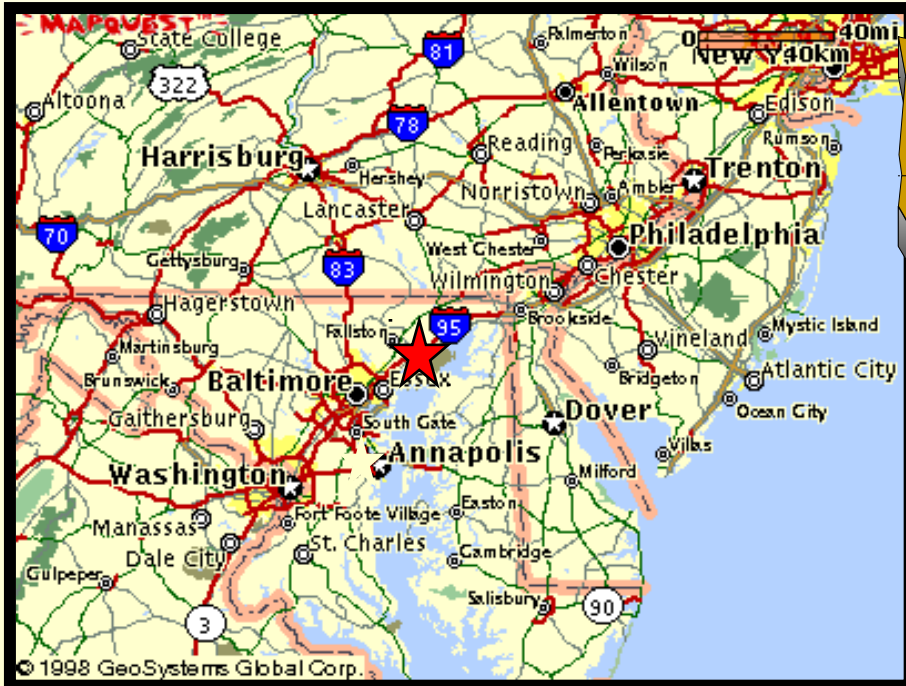 MAPQUEST™
State College
81
Palmerton
0 40mi
New Y 40km
Wilson
322
Altoona
Allentown
Edison
78
Rumson
Harrisburg
Reading
Perkasie
Hershey
Trenton
Norristown
Ambler
Lancaster
70
West Chester
Philadelphia
Gettysburg
83
Wilmington
Chester
Hagerstown
Fallston
95
Brookside
Mystic Island
Martinsburg
Vineland
Brunswick
Baltimore
Essex
Bridgeton
Atlantic City
Gaithersburg
South Gate
Dover
Ocean City
Annapolis
Villas
Washington
Milford
Manassas
Fort Foote Village
Easton
Dale City
St. Charles
Cambridge
Culpeper
Salisbury
90
3
© 1998 GeoSystems Global Corp.